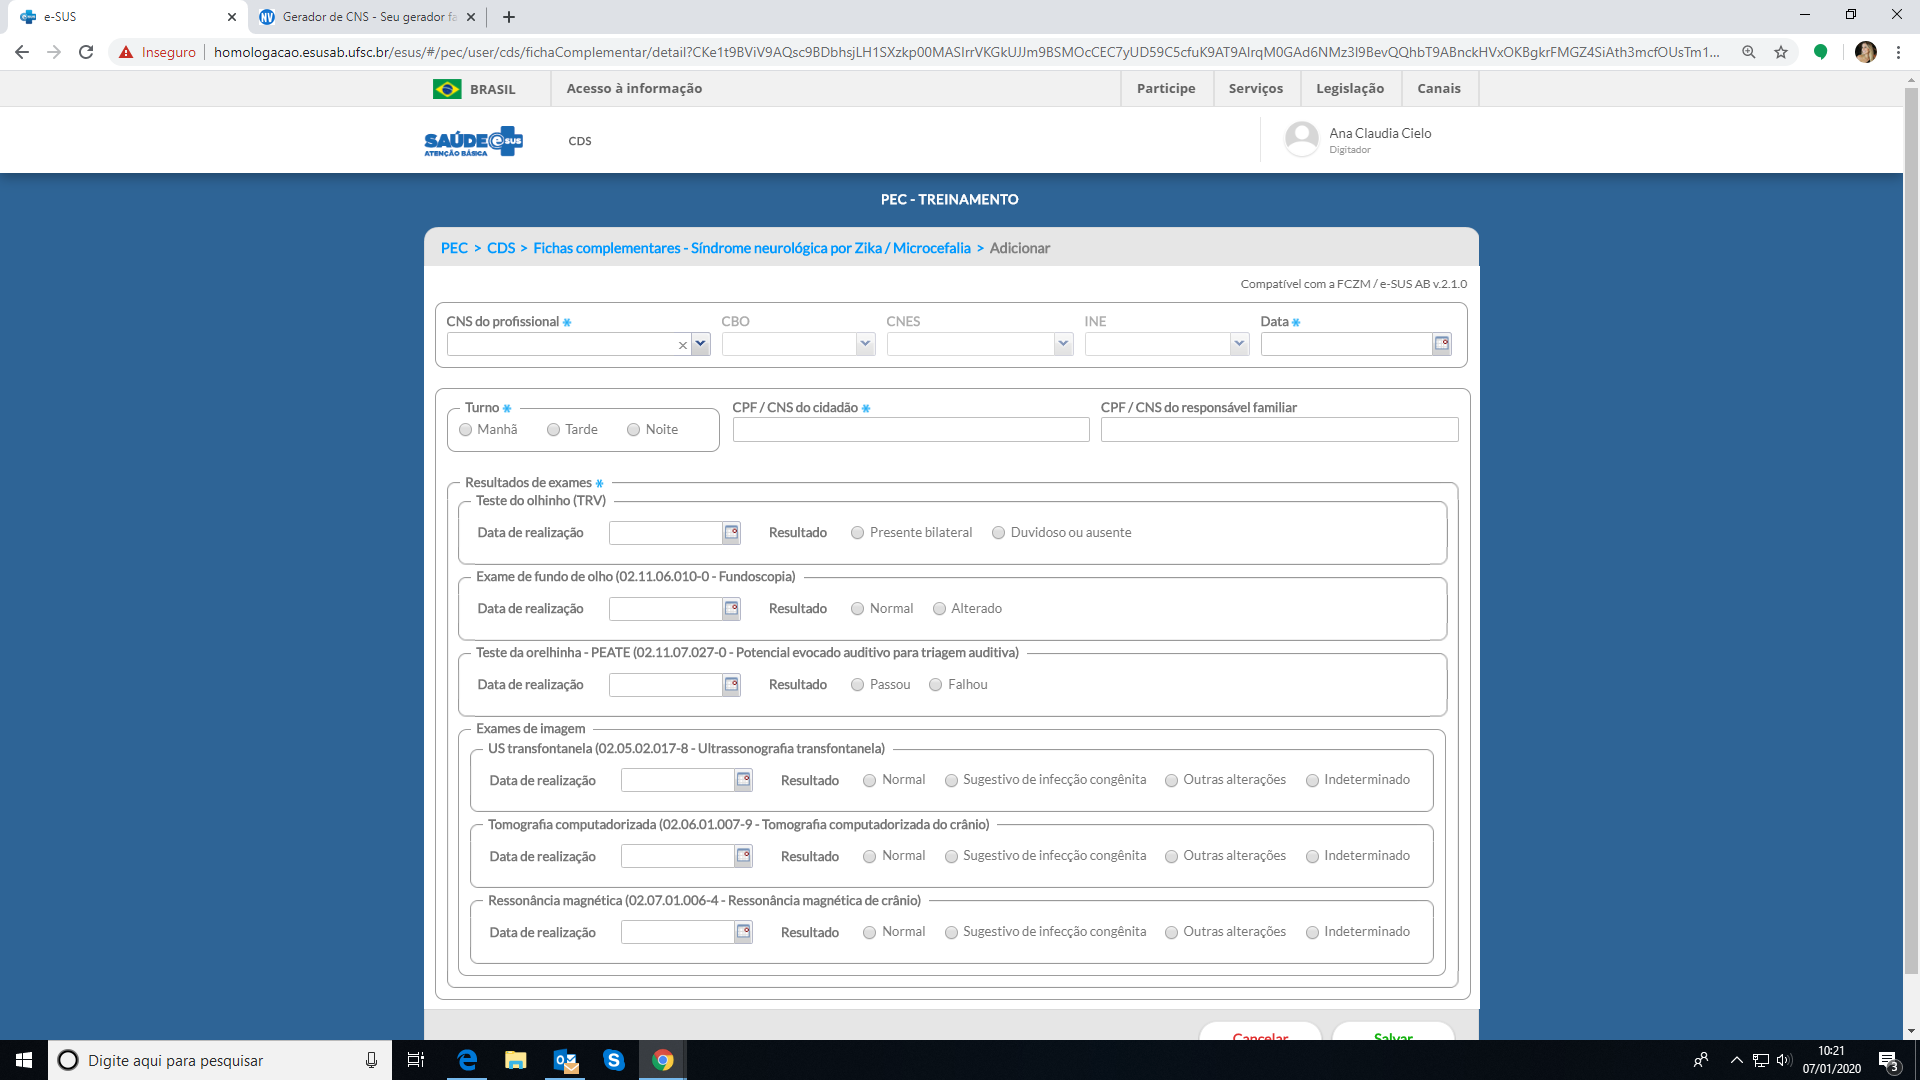 e-SUS
Gerador de CNS - Seu gerador fa
Inseguro
homologacao.esusab.ufsc.br/esus/#/pec/user/cds/fichaComplementar/detail?CKe1t9BViV9AQsc9BDbhsjLH1SXzkp00MASIrrVKGkUJJm9BSMOcCEC7yUD59C5cfuK9AT9AIrqM0GAd6NMz3I9BevQQhbT9ABnckHVxOKBgkrFMGZ4SiAth3mcfOUsTm1...
BRASIL
Acesso à informação
Participe
Serviços
Legislação
Canais
SAÚDE e SUS
ATENÇÃO BÁSICA
CDS
Ana Claudia Cielo
Digitador
PEC - TREINAMENTO
PEC > CDS > Fichas complementares - Síndrome neurológica por Zika / Microcefalia > Adicionar
Compatível com a FCZM / e-SUS AB v.2.1.0
CNS do profissional *
CBO
CNES
INE
Data *
Turno *
Manhã
Tarde
Noite
CPF / CNS do cidadão *
CPF / CNS do responsável familiar
Resultados de exames *
Teste do olhinho (TRV)
Data de realização
Resultado
Presente bilateral
Duvidoso ou ausente
Exame de fundo de olho (02.11.06.010-0 - Fundoscopia)
Data de realização
Resultado
Normal
Alterado
Teste da orelhinha - PEATE (02.11.07.027-0 - Potencial evocado auditivo para triagem auditiva)
Data de realização
Resultado
Passou
Falhou
Exames de imagem
US transfontanela (02.05.02.017-8 - Ultrassonografia transfontanela)
Data de realização
Resultado
Normal
Sugestivo de infecção congênita
Outras alterações
Indeterminado
Tomografia computadorizada (02.06.01.007-9 - Tomografia computadorizada do crânio)
Data de realização
Resultado
Normal
Sugestivo de infecção congênita
Outras alterações
Indeterminado
Ressonância magnética (02.07.01.006-4 - Ressonância magnética de crânio)
Data de realização
Resultado
Normal
Sugestivo de infecção congênita
Outras alterações
Indeterminado
Cancelar
Salvar
Digite aqui para pesquisar
10:21
07/01/2020
3